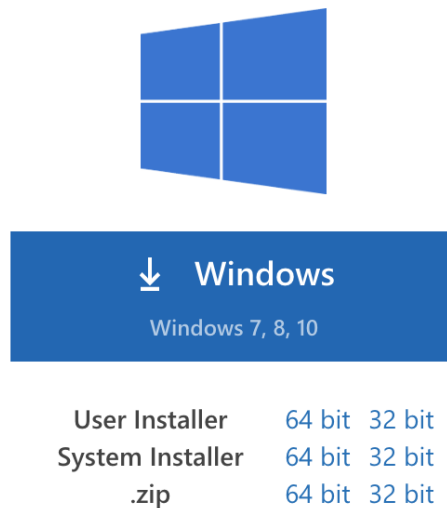 Windows
Windows 7, 8, 10
User Installer 64 bit 32 bit
System Installer 64 bit 32 bit
.zip 64 bit 32 bit